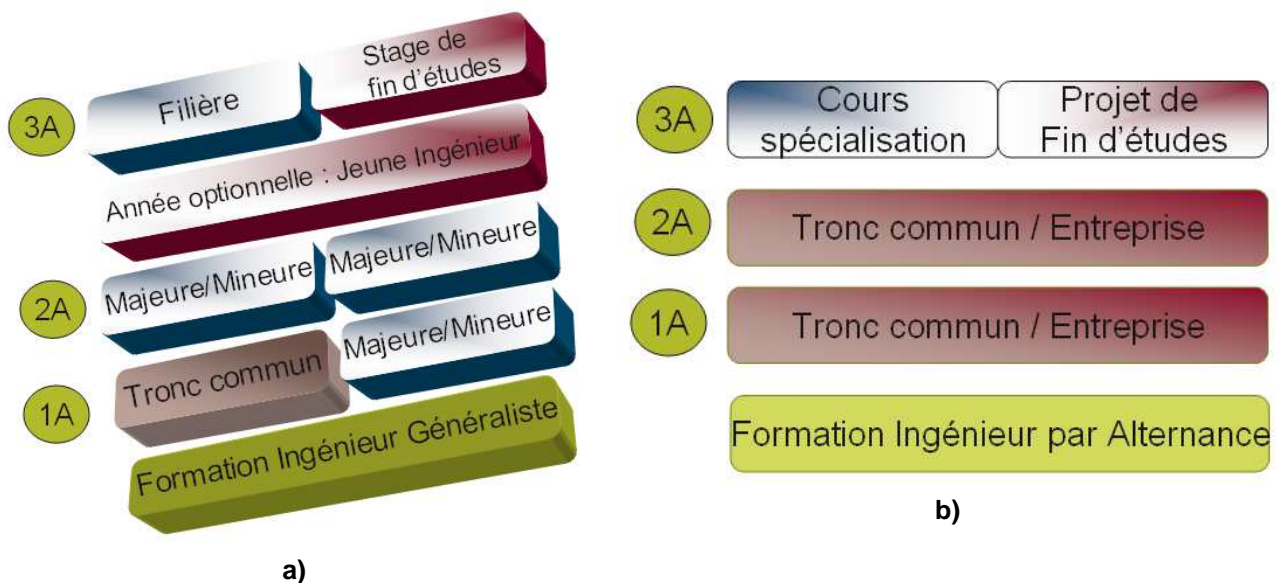 3A
Filière
Stage de
fin d'études
Année optionnelle : Jeune Ingénieur
2A
Majeure/Mineure
Majeure/Mineure
1A
Tronc commun
Majeure/Mineure
Formation Ingénieur Généraliste
a)
3A
Cours
spécialisation
Projet de
Fin d'études
2A
Tronc commun / Entreprise
1A
Tronc commun / Entreprise
Formation Ingénieur par Alternance
b)